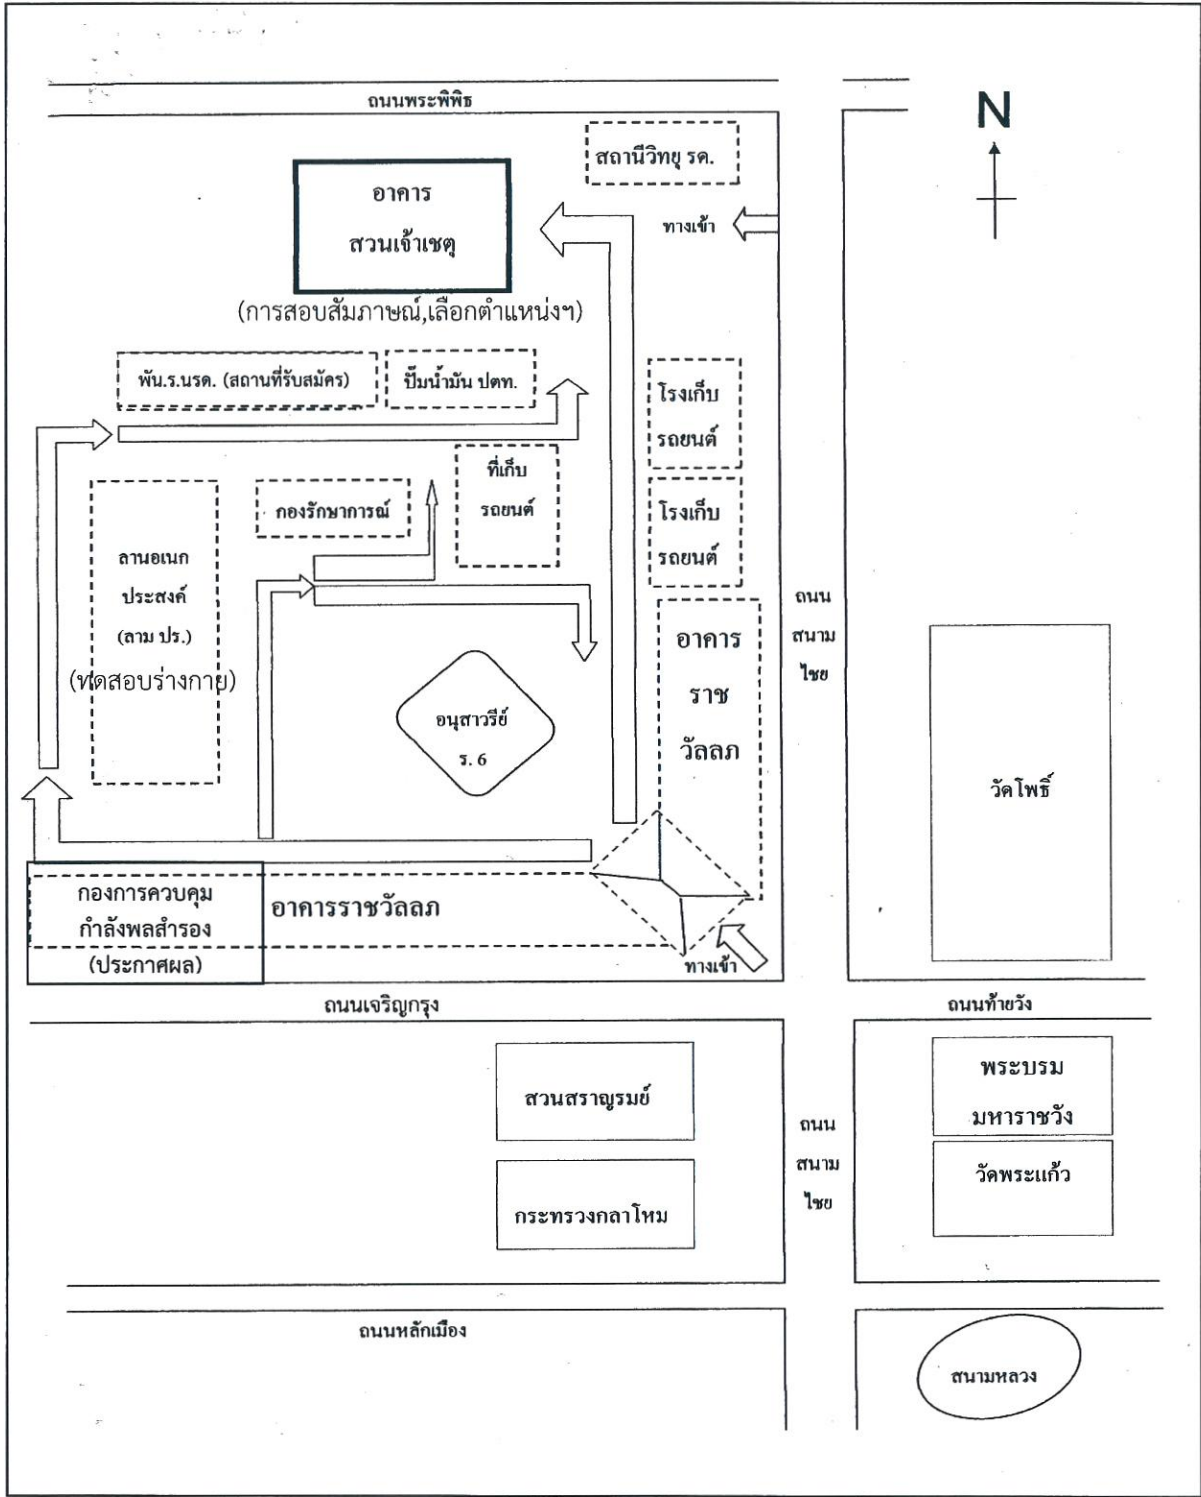 ถนนพระพิพิธ
N
สถานีวิทยุ รด.
อาคาร
สวนเจ้าเชตุ
ทางเข้า
(การสอบสัมภาษณ์,เลือกตำแหน่งฯ)
พัน.ร.นรด. (สถานที่รับสมัคร)
ปั๊มน้ำมัน ปตท.
โรงเก็บ
รถยนต์
ที่เก็บ
รถยนต์
กองรักษาการณ์
โรงเก็บ
รถยนต์
ลานอเนก
ประสงค์
(ลาม ปร.)
(ทดสอบร่างกาย)
ถนน
สนาม
ไชย
อาคาร
ราช
วัลลภ
อนุสาวรีย์
ร. 6
วัดโพธิ์
กองการควบคุม
กำลังพลสำรอง
(ประกาศผล)
อาคารราชวัลลภ
ทางเข้า
ถนนเจริญกรุง
ถนนท้ายวัง
สวนสราญรมย์
พระบรม
มหาราชวัง
ถนน
สนาม
ไชย
วัดพระแก้ว
กระทรวงกลาโหม
ถนนหลักเมือง
สนามหลวง